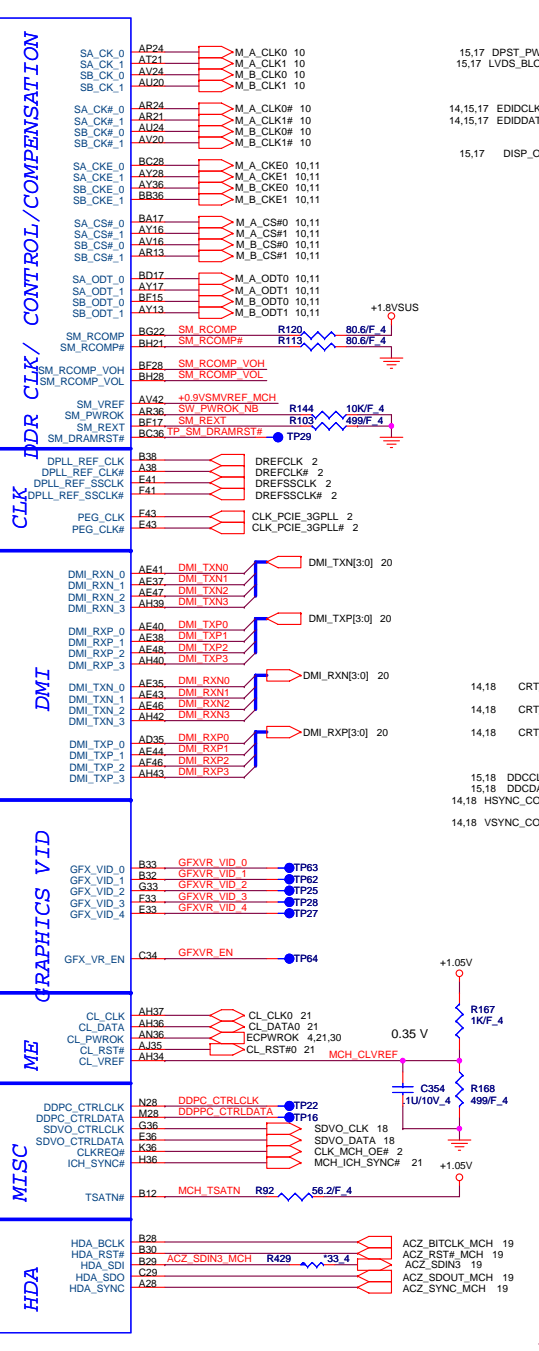 DDR CLK/ CONTROL/COMPENSATION
SA_CK_0 AP24 M_A_CLK0 10
SA_CK_1 AT21 M_A_CLK1 10
SB_CK_0 AV24 M_B_CLK0 10
SB_CK_1 AU20 M_B_CLK1 10
SA_CK#_0 AR24 M_A_CLK0# 10
SA_CK#_1 AR21 M_A_CLK1# 10
SB_CK#_0 AU24 M_B_CLK0# 10
SB_CK#_1 AV20 M_B_CLK1# 10
SA_CKE_0 BC28 M_A_CKE0 10,11
SA_CKE_1 AY28 M_A_CKE1 10,11
SB_CKE_0 AY36 M_B_CKE0 10,11
SB_CKE_1 BB36 M_B_CKE1 10,11
SA_CS#_0 BA17 M_A_CS#0 10,11
SA_CS#_1 AY16 M_A_CS#1 10,11
SB_CS#_0 AV16 M_B_CS#0 10,11
SB_CS#_1 AR13 M_B_CS#1 10,11
SA_ODT_0 BD17 M_A_ODT0 10,11
SA_ODT_1 AY17 M_A_ODT1 10,11
SB_ODT_0 BF15 M_B_ODT0 10,11
SB_ODT_1 AY13 M_B_ODT1 10,11
+1.8VSUS
SM_RCOMP BG22 SM_RCOMP R120 80.6/F_4
SM_RCOMP# BH21 SM_RCOMP# R113 80.6/F_4
SM_RCOMP_VOH BF28 SM_RCOMP_VOH
SM_RCOMP_VOL BH28 SM_RCOMP_VOL
SM_VREF AV42 +0.9VSMVREF_MCH
SM_PWROK AR36 SW_PWROK_NB R144 10K/F_4
SM_REXT BF17 SM_REXT R103 499/F_4
SM_DRAMRST# BC36 TP_SM_DRAMRST# TP29
CLK
DPLL_REF_CLK B38 DREFCLK 2
DPLL_REF_CLK# A38 DREFCLK# 2
DPLL_REF_SSCLK E41 DREFSSCLK 2
DPLL_REF_SSCLK# F41 DREFSSCLK# 2
PEG_CLK F43 CLK_PCIE_3GPLL 2
PEG_CLK# E43 CLK_PCIE_3GPLL# 2
DMI
DMI_RXN_0 AE41 DMI_TXN0 DMI_TXN[3:0] 20
DMI_RXN_1 AE37 DMI_TXN1
DMI_RXN_2 AE47 DMI_TXN2
DMI_RXN_3 AH39 DMI_TXN3
DMI_RXP_0 AE40 DMI_TXP0 DMI_TXP[3:0] 20
DMI_RXP_1 AE38 DMI_TXP1
DMI_RXP_2 AE48 DMI_TXP2
DMI_RXP_3 AH40 DMI_TXP3
DMI_TXN_0 AE35 DMI_RXN0 DMI_RXN[3:0] 20
DMI_TXN_1 AE43 DMI_RXN1
DMI_TXN_2 AE46 DMI_RXN2
DMI_TXN_3 AH42 DMI_RXN3
DMI_TXP_0 AD35 DMI_RXP0 DMI_RXP[3:0] 20
DMI_TXP_1 AE44 DMI_RXP1
DMI_TXP_2 AF46 DMI_RXP2
DMI_TXP_3 AH43 DMI_RXP3
GRAPHICS VID
GFX_VID_0 B33 GFXVR_VID_0 TP63
GFX_VID_1 B32 GFXVR_VID_1 TP62
GFX_VID_2 G33 GFXVR_VID_2 TP25
GFX_VID_3 F33 GFXVR_VID_3 TP28
GFX_VID_4 E33 GFXVR_VID_4 TP27
GFX_VR_EN C34 GFXVR_EN TP64
ME
CL_CLK AH37 CL_CLK0 21
CL_DATA AH36 CL_DATA0 21
CL_PWROK AN36 ECPWROK 4,21,30
CL_RST# AJ35 CL_RST#0 21
CL_VREF AH34 MCH_CLVREF
+1.05V
R167
1K/F_4
0.35 V
C354
.1U/10V_4
R168
499/F_4
MISC
DDPC_CTRLCLK N28 DDPC_CTRLCLK TP22
DDPC_CTRLDATA M28 DDPPC_CTRLDATA TP16
SDVO_CTRLCLK G36 SDVO_CLK 18
SDVO_CTRLDATA E36 SDVO_DATA 18
CLKREQ# K36 CLK_MCH_OE# 2
ICH_SYNC# H36 MCH_ICH_SYNC# 21
+1.05V
TSATN# B12 MCH_TSATN R92 56.2/F_4
HDA
HDA_BCLK B28 ACZ_BITCLK_MCH 19
HDA_RST# B30 ACZ_RST#_MCH 19
HDA_SDI B29 ACZ_SDIN3_MCH R429 *33_4 ACZ_SDIN3 19
HDA_SDO C29 ACZ_SDOUT_MCH 19
HDA_SYNC A28 ACZ_SYNC_MCH 19
15,17 DPST_PW
15,17 LVDS_BLO
14,15,17 EDIDCLK
14,15,17 EDIDDAT
15,17 DISP_O
14,18 CRT
14,18 CRT
14,18 CRT
15,18 DDCCL
15,18 DDCDA
14,18 HSYNC_CO
14,18 VSYNC_CO